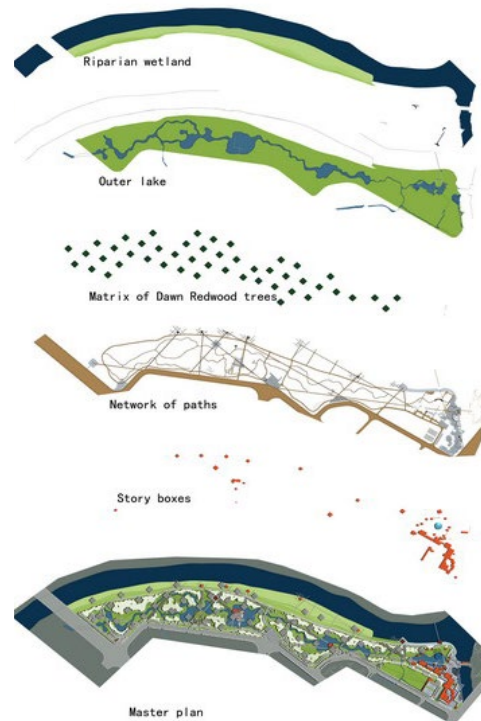 Riparian wetland
Outer lake
Matrix of Dawn Redwood trees
Network of paths
Story boxes
Master plan